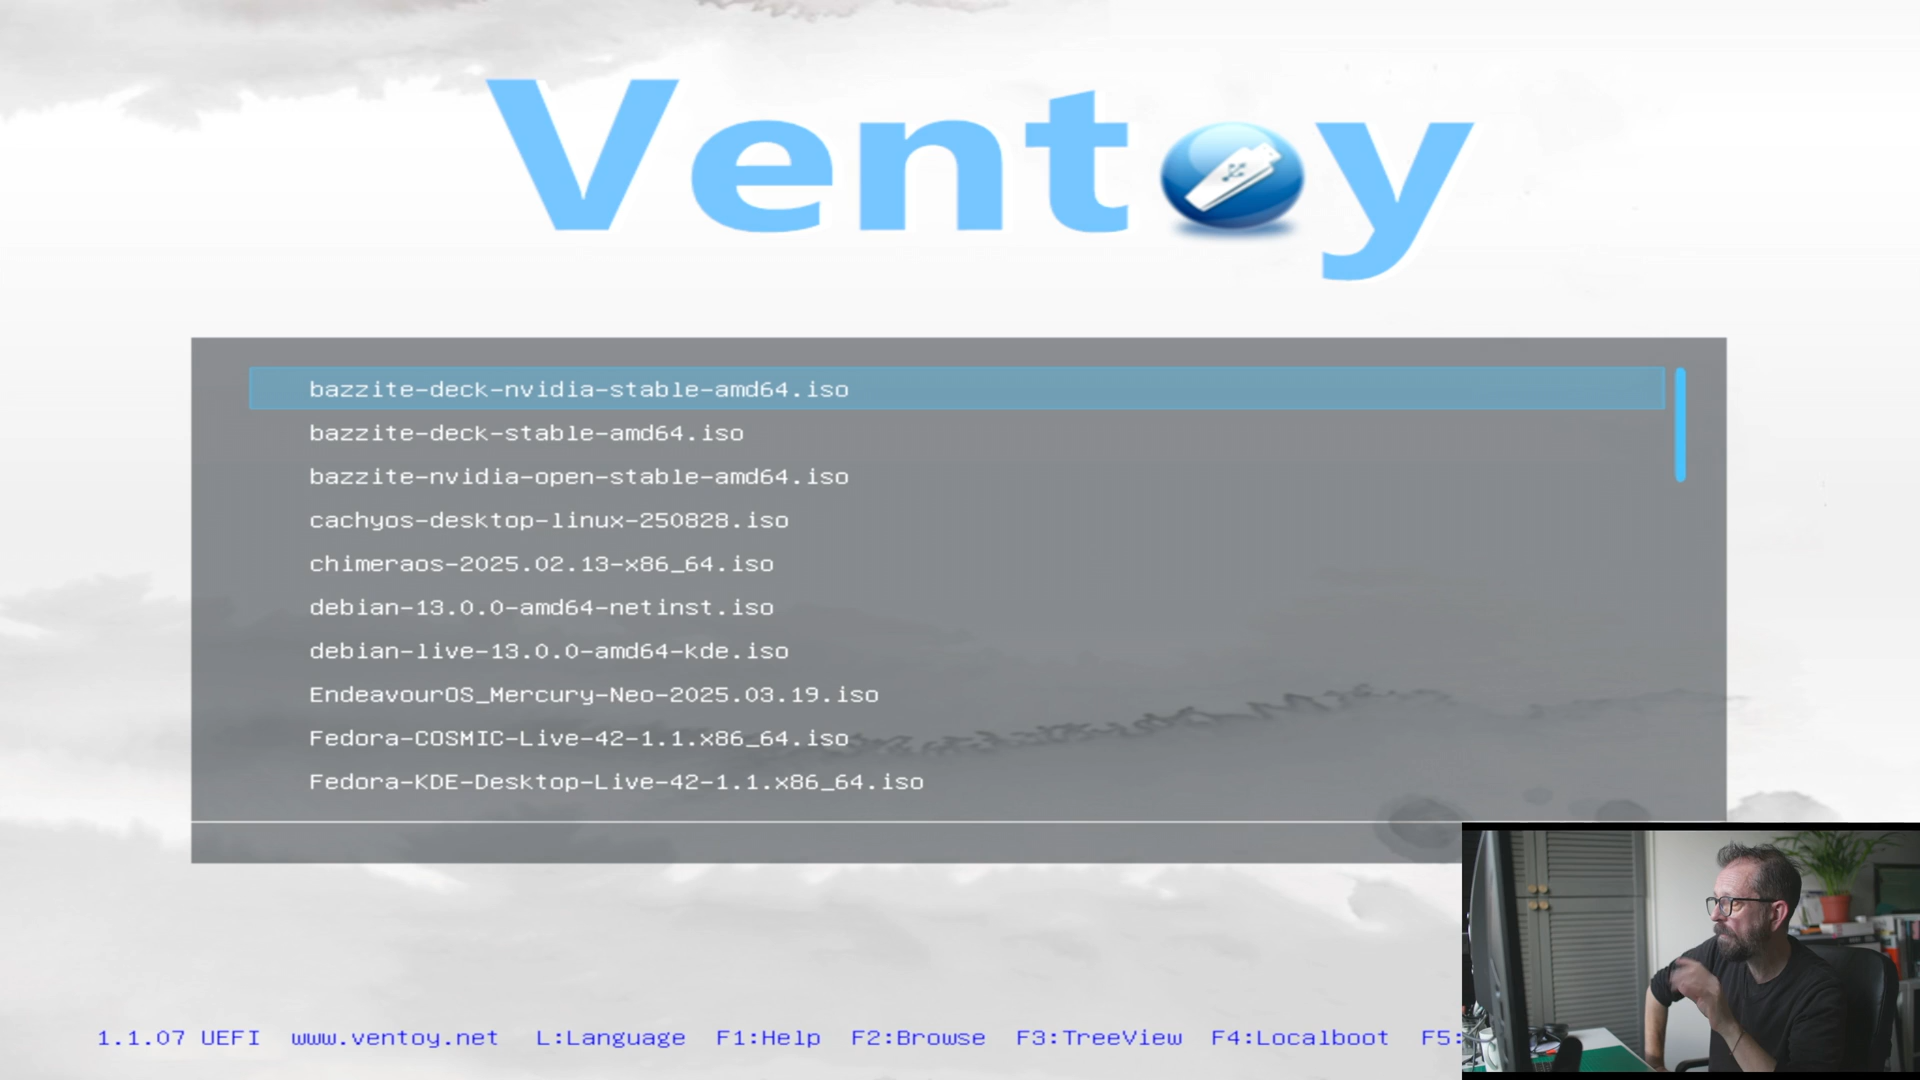 Ventoy
bazzite-deck-nvidia-stable-amd64.iso
bazzite-deck-stable-amd64.iso
bazzite-nvidia-open-stable-amd64.iso
cachyos-desktop-linux-250828.iso
chimeraos-2025.02.13-x86_64.iso
debian-13.0.0-amd64-netinst.iso
debian-live-13.0.0-amd64-kde.iso
EndeavourOS_Mercury-Neo-2025.03.19.iso
Fedora-COSMIC-Live-42-1.1.x86_64.iso
Fedora-KDE-Desktop-Live-42-1.1.x86_64.iso
1.1.07 UEFI www.ventoy.net L:Language F1:Help F2:Browse F3:TreeView F4:Localboot F5: